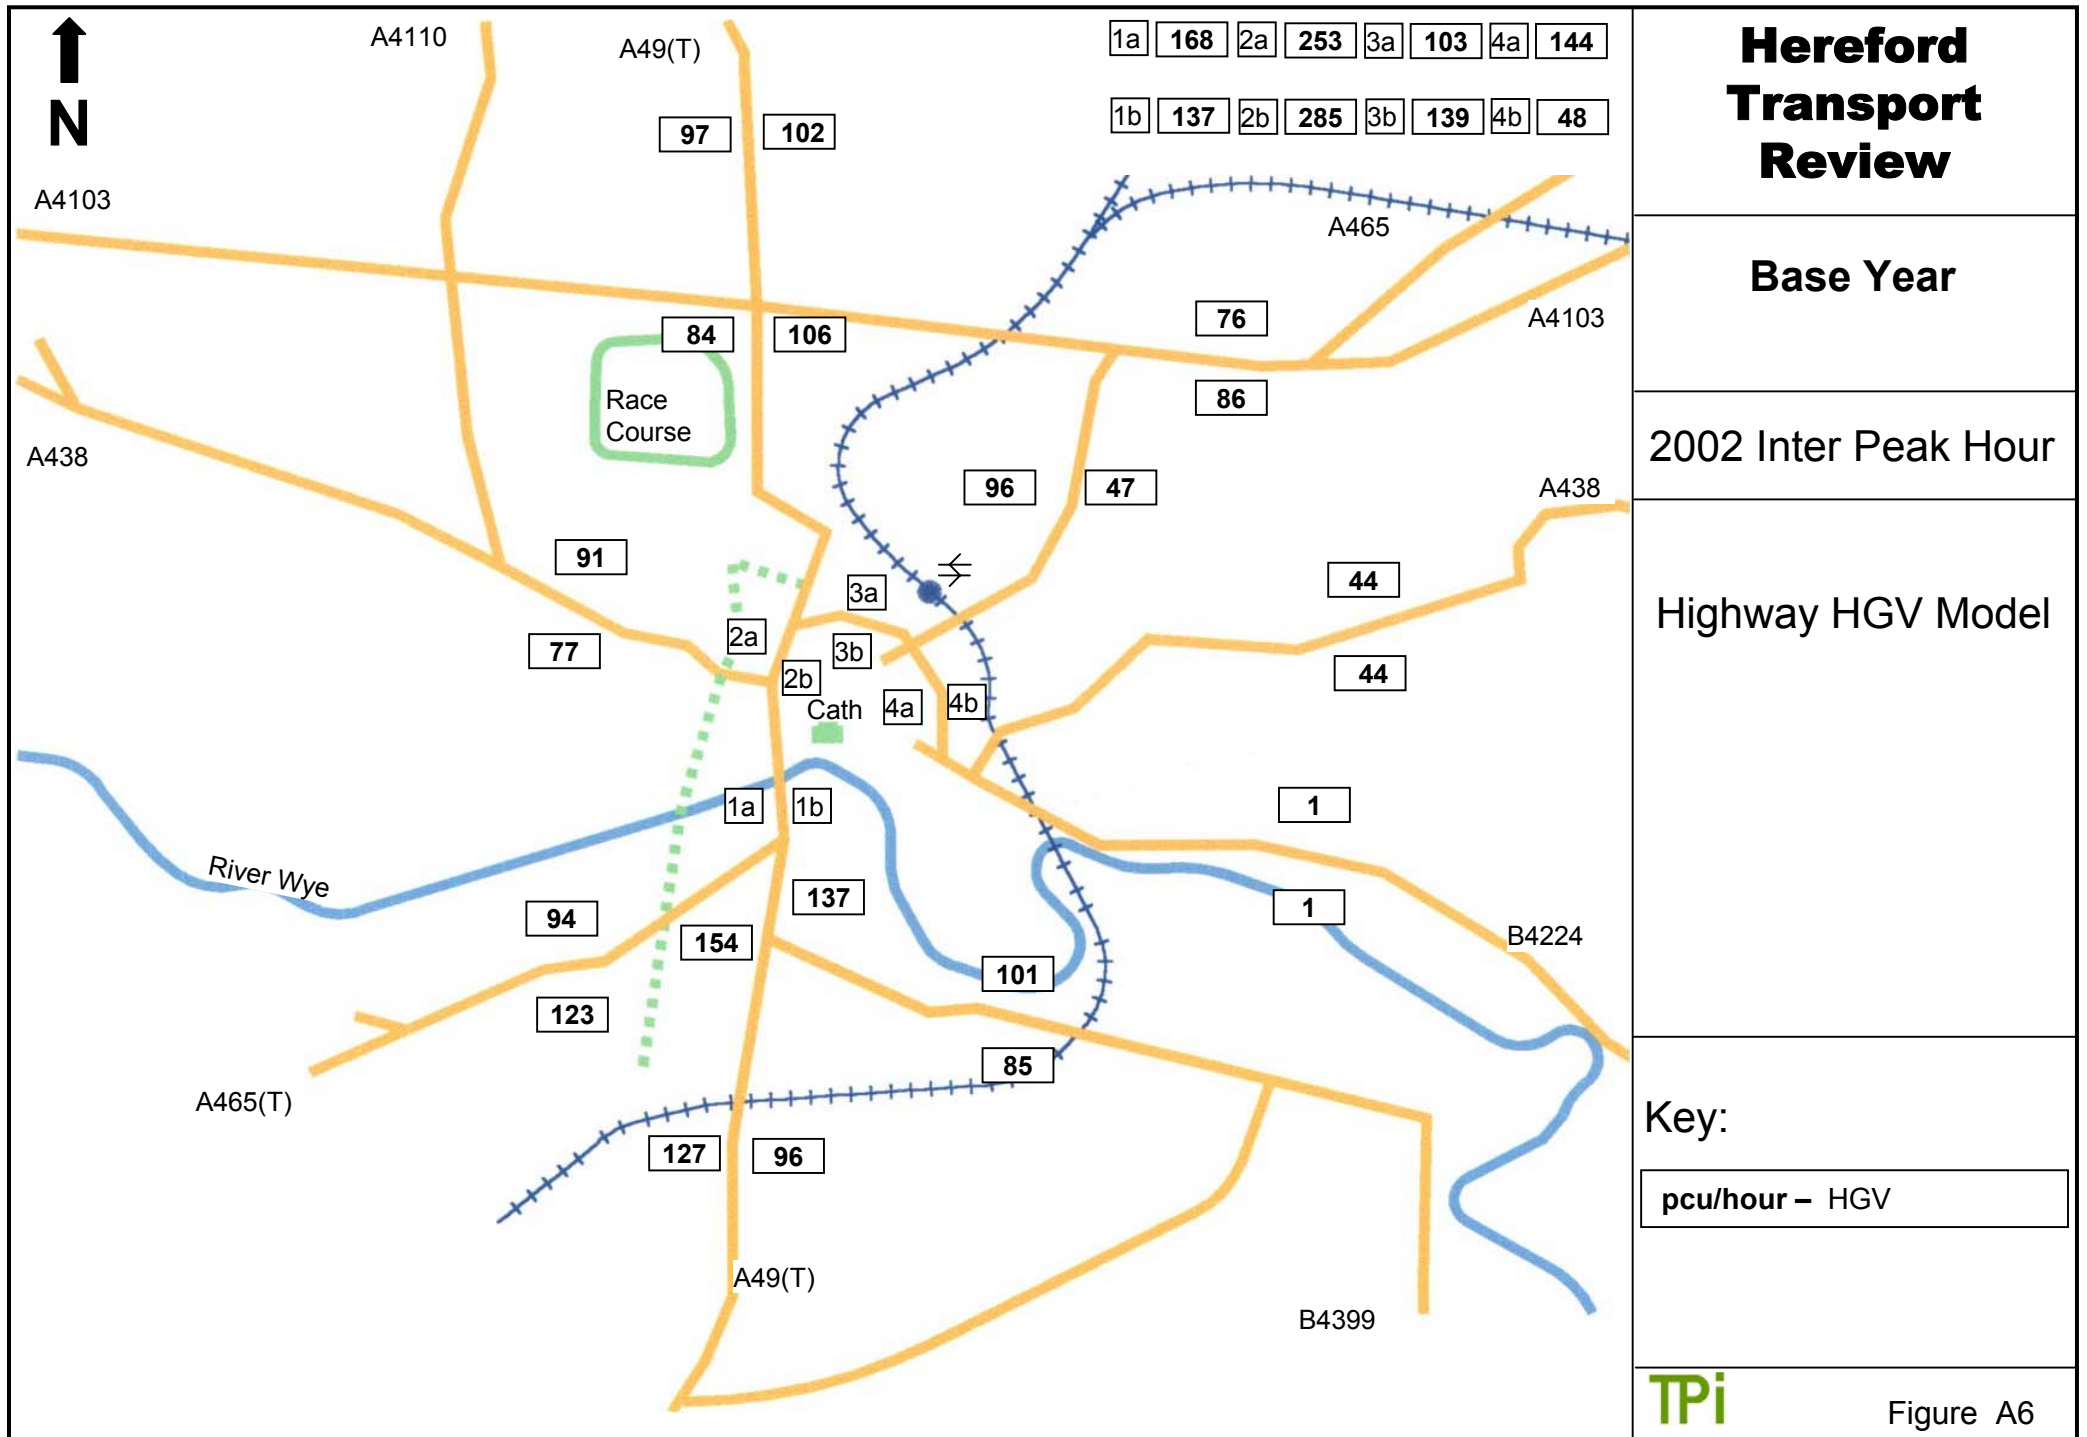 A4110
A49(T)
1a 168 2a 253 3a 103 4a 144
1b 137 2b 285 3b 139 4b 48
N
97 102
A4103
A465
76
A4103
84 106
86
Race
Course
A438
96 47
A438
91
44
3a
2a
77
3b
44
2b
4a 4b
Cath
1a 1b
1
River Wye
137
94
1
154
B4224
101
123
85
A465(T)
127 96
A49(T)
B4399
Hereford
Transport
Review
Base Year
2002 Inter Peak Hour
Highway HGV Model
Key:
pcu/hour – HGV
TPi
Figure A6